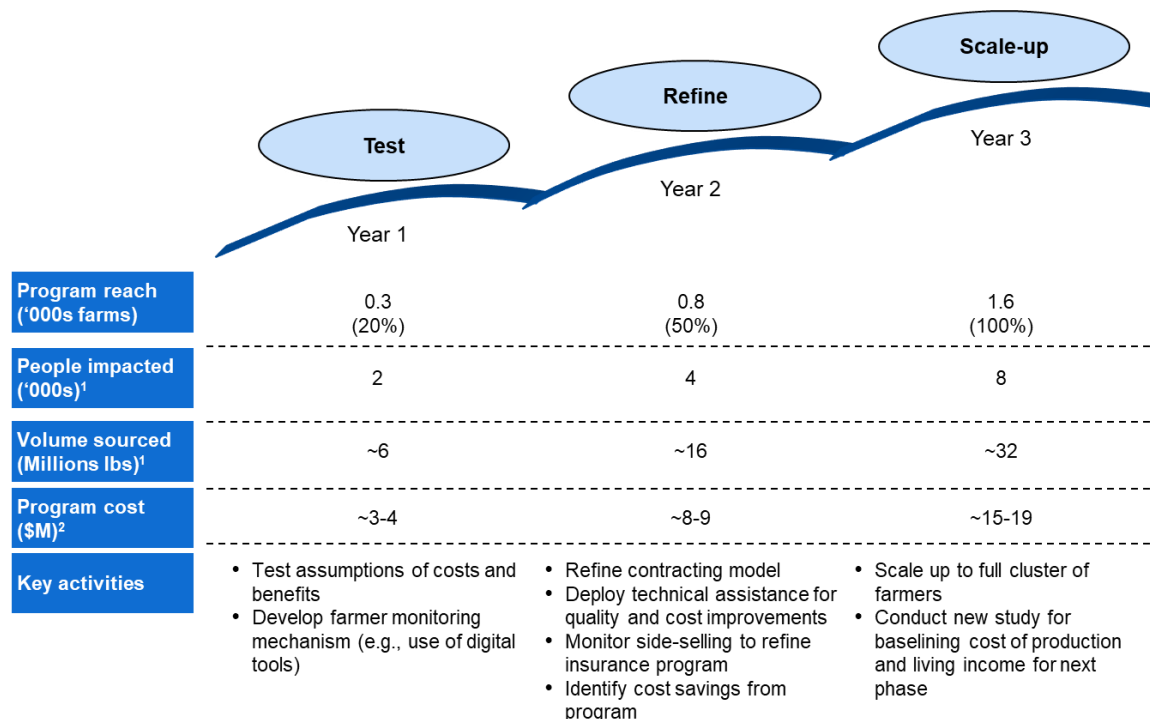 Scale-up
Refine
Test
Year 3
Year 2
Year 1
Program reach
(‘000s farms)
0.3
(20%)
0.8
(50%)
1.6
(100%)
People impacted
(‘000s)¹
2
4
8
Volume sourced
(Millions lbs)¹
~6
~16
~32
Program cost
($M)²
~3-4
~8-9
~15-19
Key activities
• Test assumptions of costs and
benefits
• Develop farmer monitoring
mechanism (e.g., use of digital
tools)
• Refine contracting model
• Deploy technical assistance for
quality and cost improvements
• Monitor side-selling to refine
insurance program
• Identify cost savings from
program
• Scale up to full cluster of
farmers
• Conduct new study for
baselining cost of production
and living income for next
phase